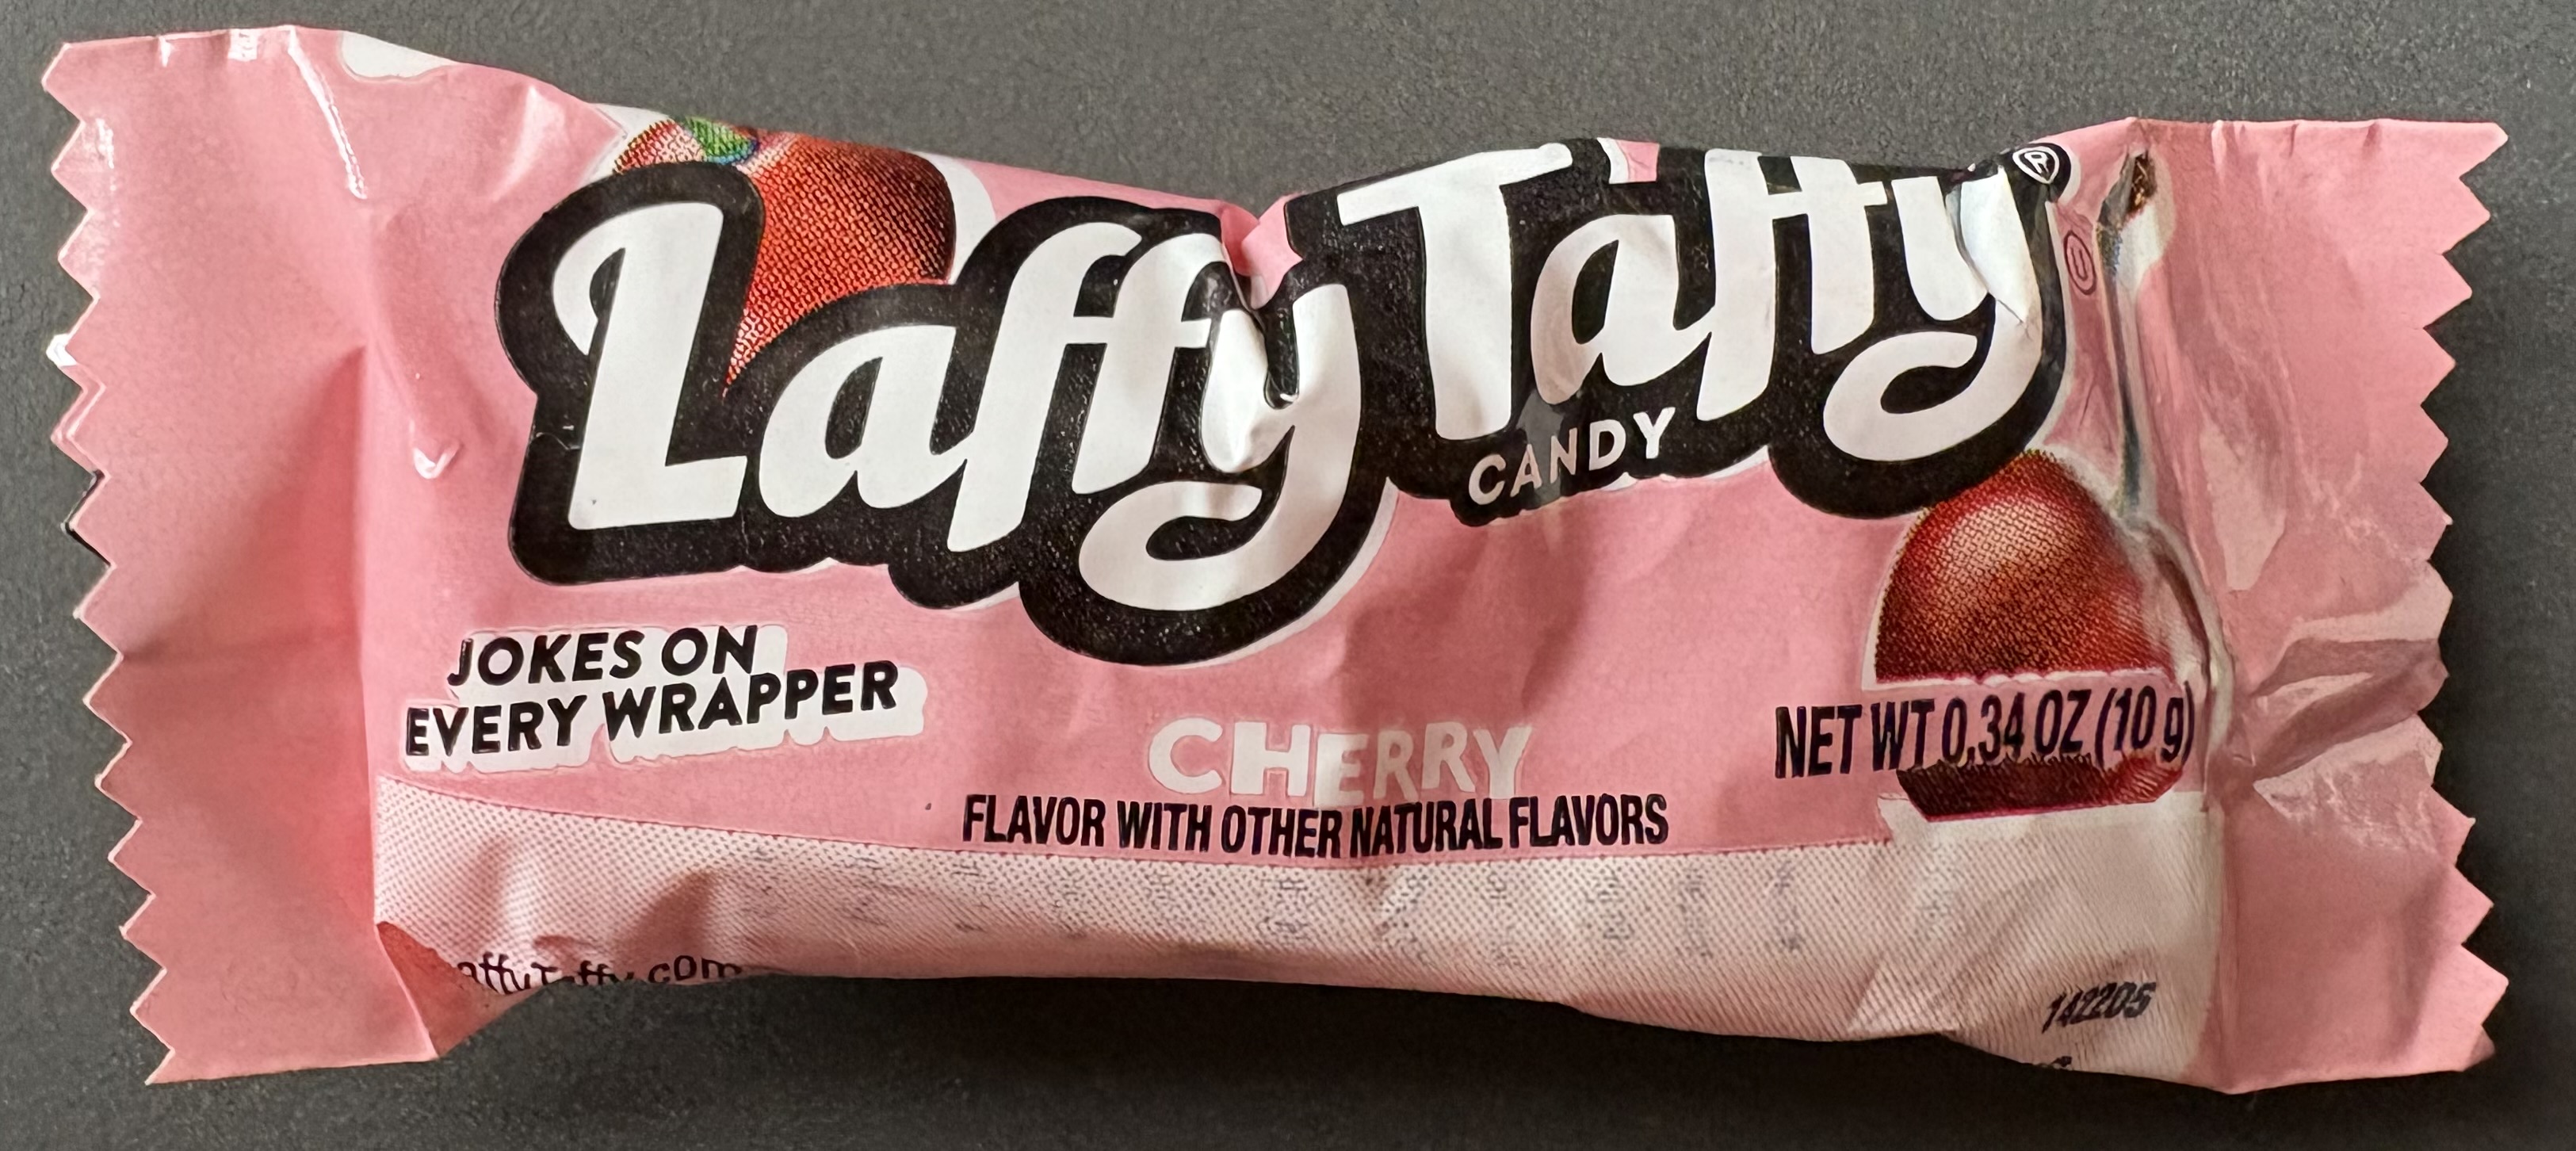 Laffy Taffy®
CANDY
JOKES ON
EVERY WRAPPER
CHERRY
FLAVOR WITH OTHER NATURAL FLAVORS
NET WT 0.34 OZ (10 g)
142205